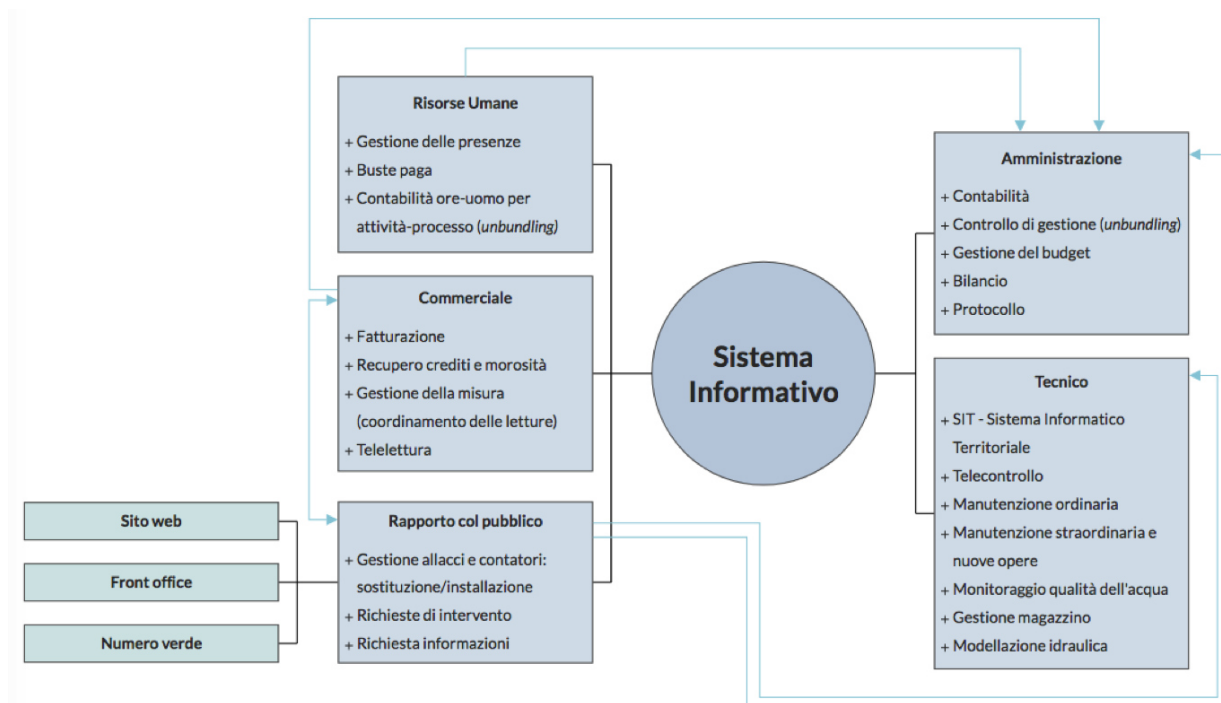 Risorse Umane
+ Gestione delle presenze
+ Buste paga
+ Contabilità ore-uomo per
attività-processo (unbundling)
Commerciale
+ Fatturazione
+ Recupero crediti e morosità
+ Gestione della misura
(coordinamento delle letture)
+ Telelettura
Rapporto col pubblico
+ Gestione allacci e contatori:
sostituzione/installazione
+ Richieste di intervento
+ Richiesta informazioni
Sito web
Front office
Numero verde
Sistema
Informativo
Amministrazione
+ Contabilità
+ Controllo di gestione (unbundling)
+ Gestione del budget
+ Bilancio
+ Protocollo
Tecnico
+ SIT - Sistema Informatico
Territoriale
+ Telecontrollo
+ Manutenzione ordinaria
+ Manutenzione straordinaria e
nuove opere
+ Monitoraggio qualità dell'acqua
+ Gestione magazzino
+ Modellazione idraulica